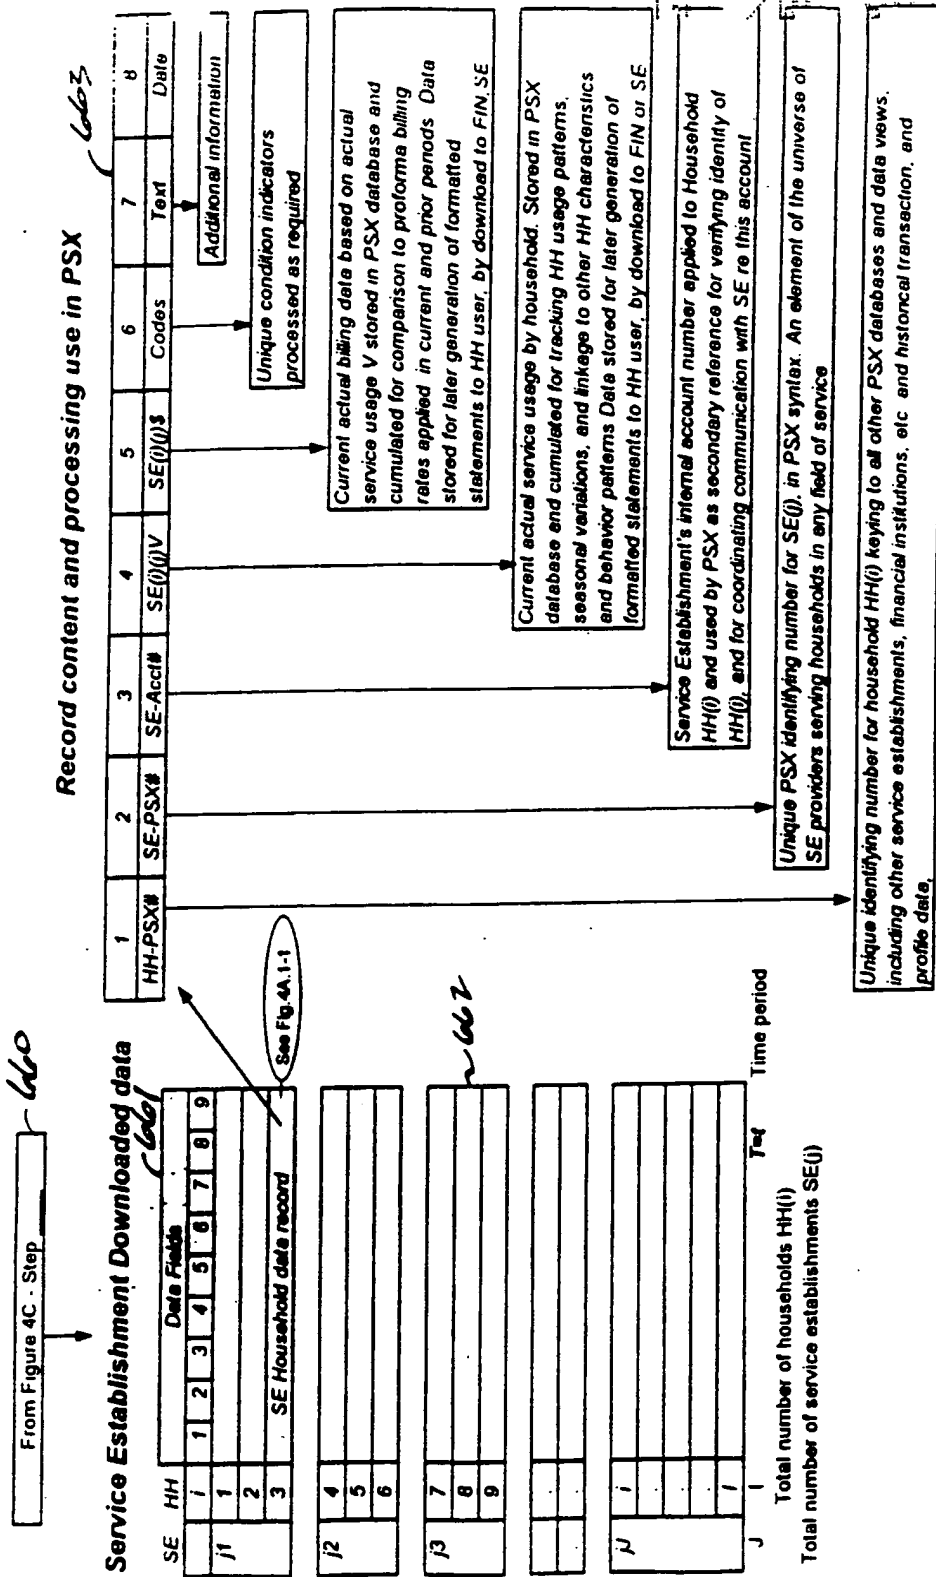 From Figure 4C - Step
660
Service Establishment Downloaded data
661
SE HH Data Fields
i 1 2 3 4 5 6 7 8 9
j1 1
2
3 SE Household data record
See Fig.4A.1-1
j2 4
5
6
j3 7
8
9
662
jJ i
I
J I T=t Time period
Total number of households HH(i)
Total number of service establishments SE(j)
Record content and processing use in PSX
663
1 2 3 4 5 6 7 8
HH-PSX# SE-PSX# SE-Acct# SE(i)(j)V SE(i)(j)$ Codes Text Date
Additional information
Unique condition indicators
processed as required
Current actual billing data based on actual
service usage V stored in PSX database and
cumulated for comparison to proforma billing
rates applied in current and prior periods Data
stored for later generation of formatted
statements to HH user, by download to FIN, SE
Current actual service usage by household. Stored in PSX
database and cumulated for tracking HH usage patterns,
seasonal variations, and linkage to other HH characteristics
and behavior patterns Data stored for later generation of
formatted statements to HH user, by download to FIN or SE
Service Establishment's internal account number applied to Household
HH(i) and used by PSX as secondary reference for verifying identity of
HH(i), and for coordinating communication with SE re this account
Unique PSX identifying number for SE(j), in PSX syntax. An element of the universe of
SE providers serving households in any field of service
Unique identifying number for household HH(i) keying to all other PSX databases and data views,
including other service establishments, financial institutions, etc and historical transaction, and
profile data,